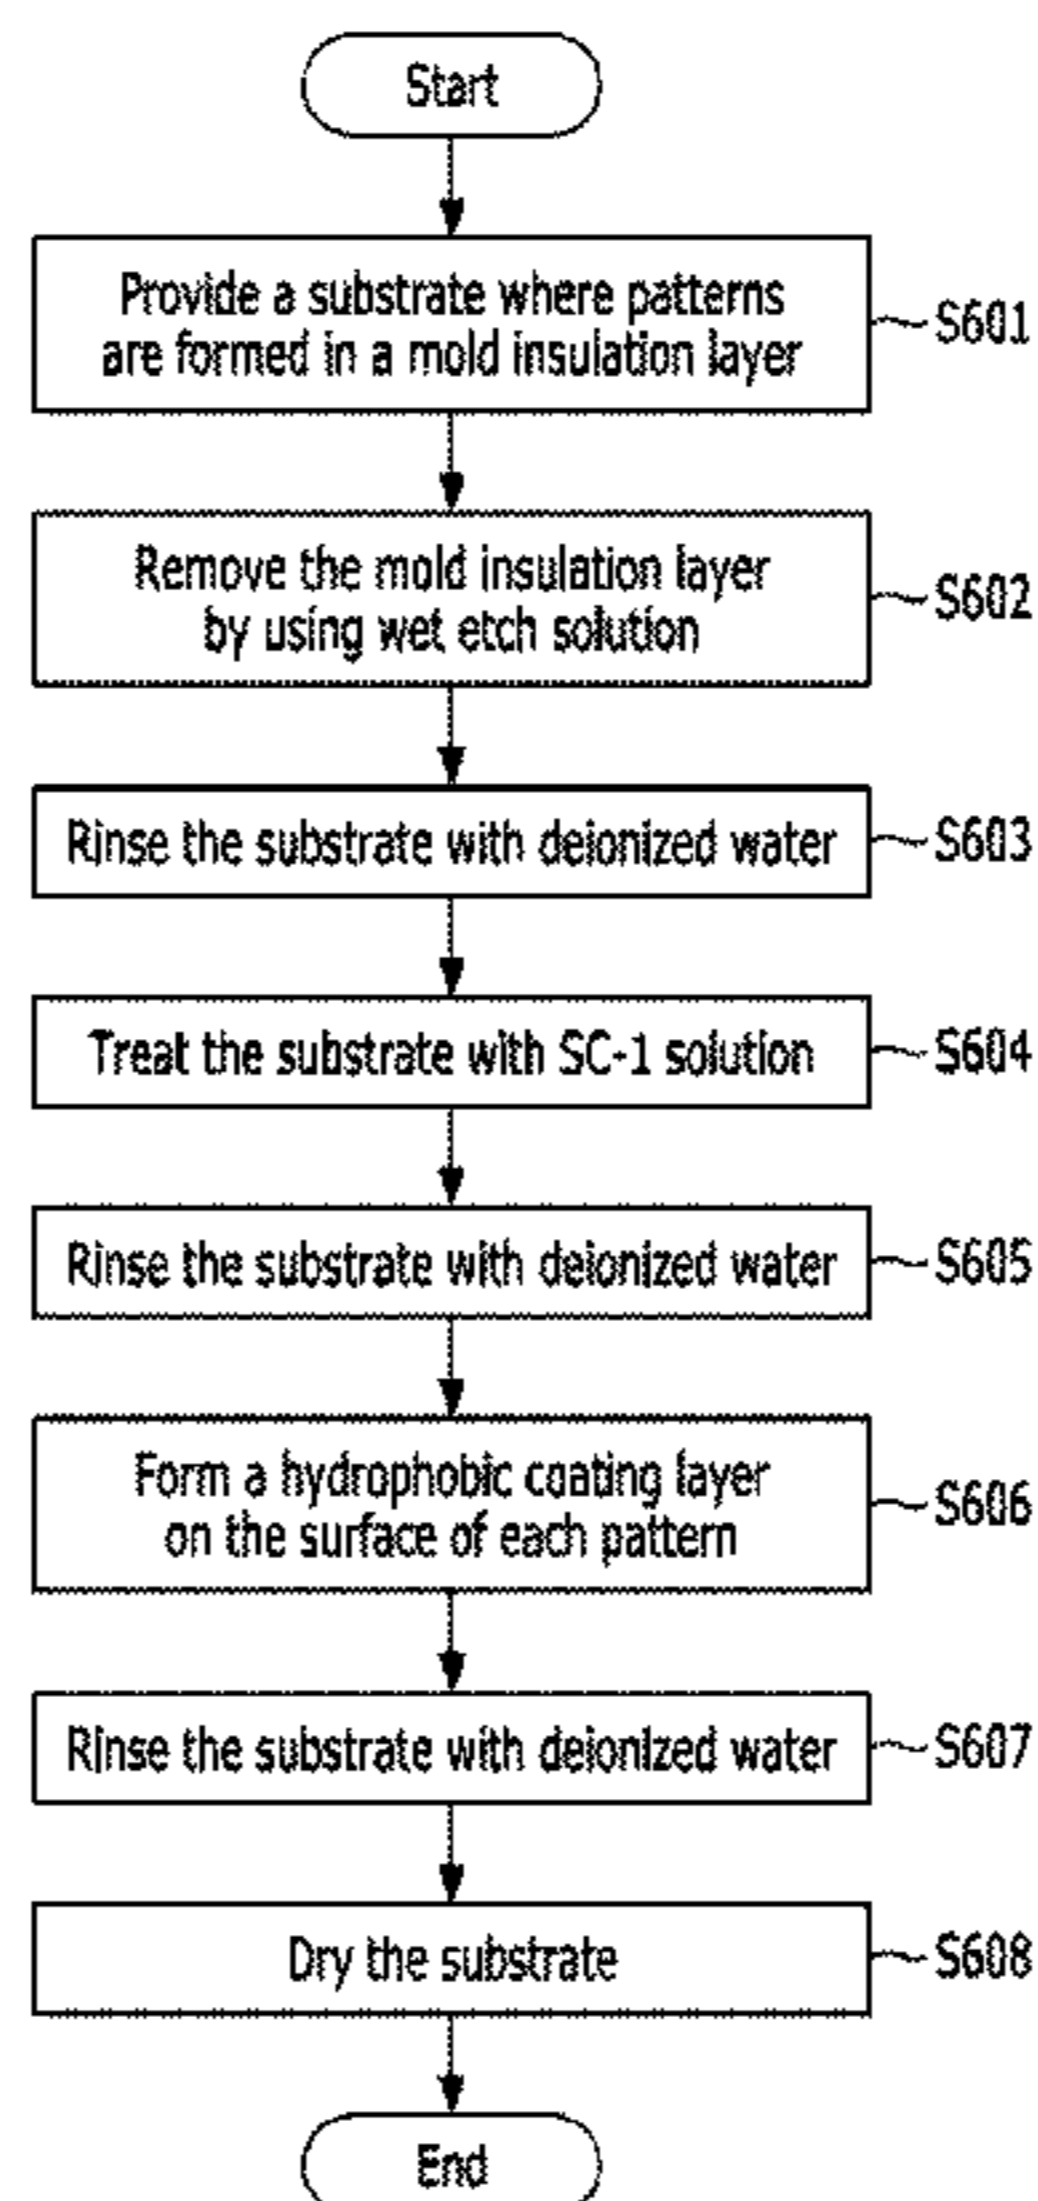 Start
Provide a substrate where patterns
are formed in a mold insulation layer
S601
Remove the mold insulation layer
by using wet etch solution
S602
Rinse the substrate with deionized water
S603
Treat the substrate with SC-1 solution
S604
Rinse the substrate with deionized water
S605
Form a hydrophobic coating layer
on the surface of each pattern
S606
Rinse the substrate with deionized water
S607
Dry the substrate
S608
End